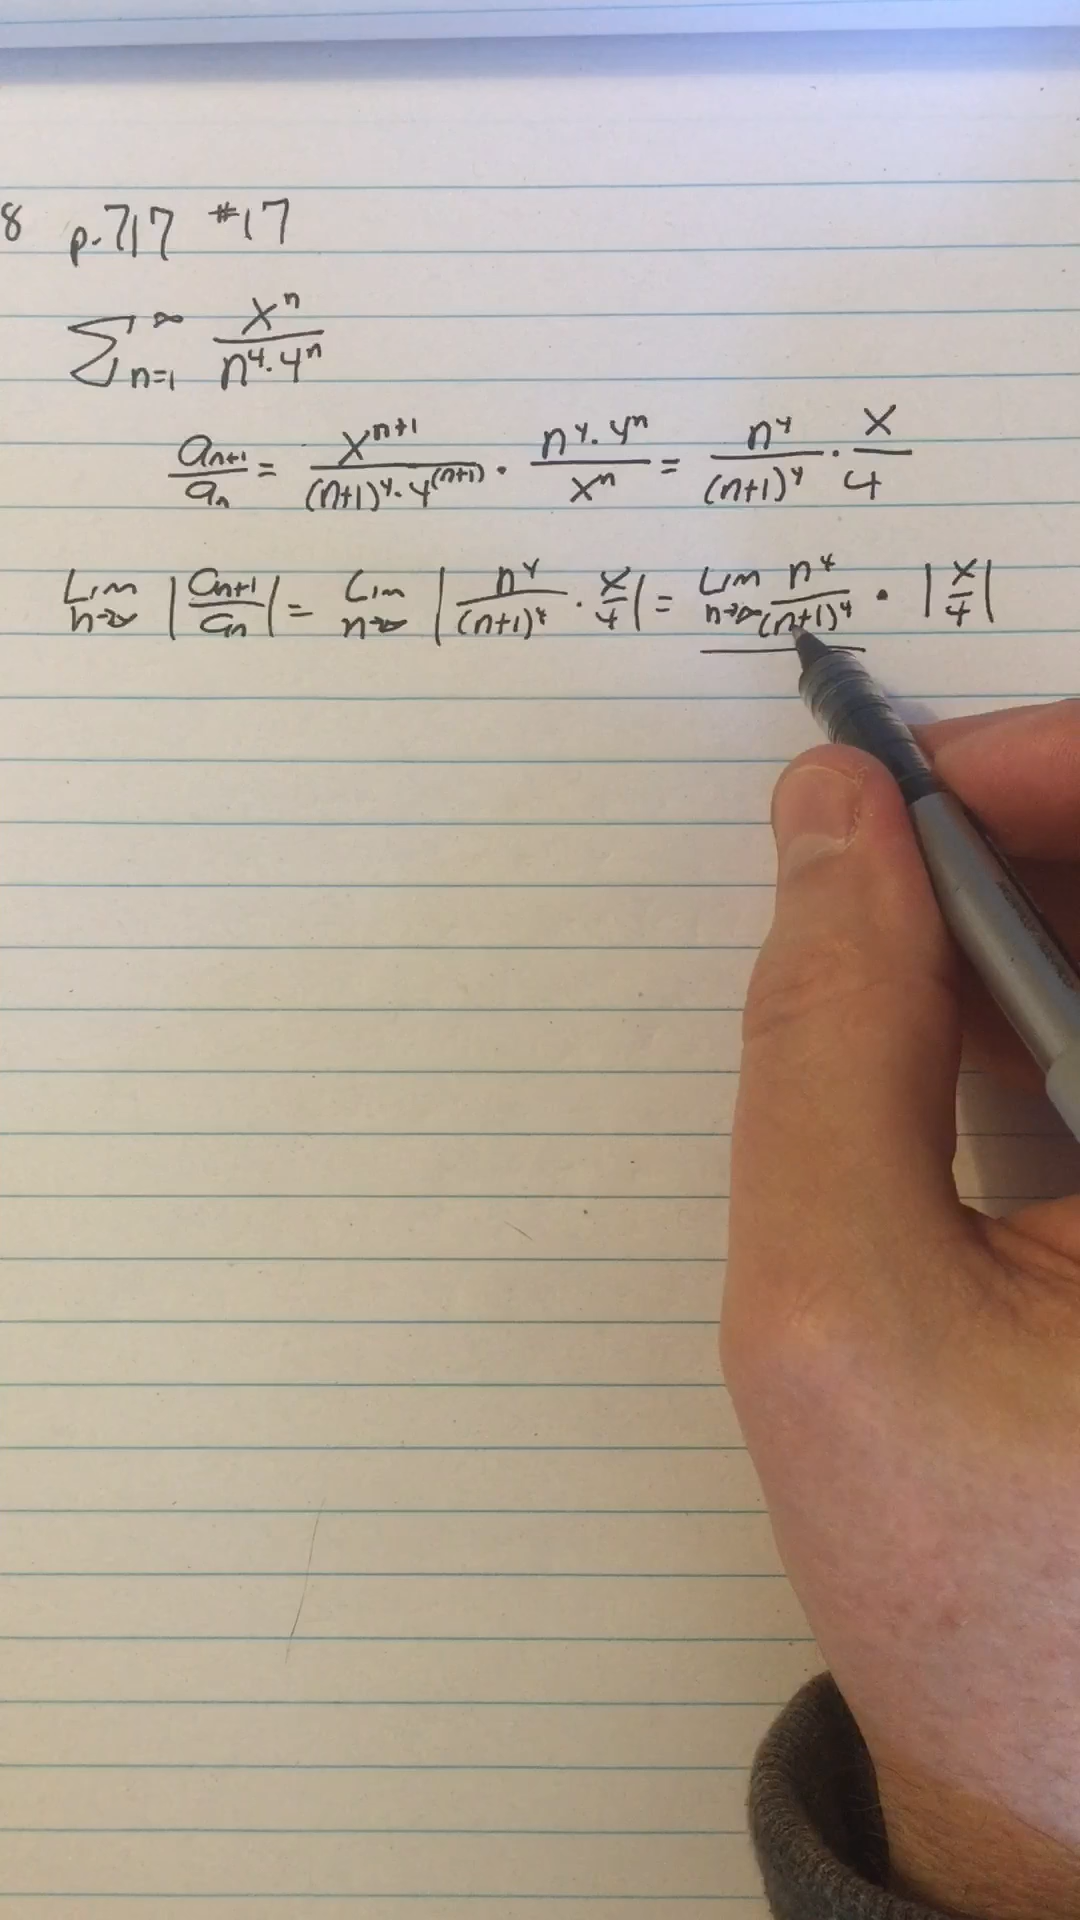 8 p.717 #17
∑_{n=1}^{∞} x^n / (n^4 · 4^n)
a_{n+1}/a_n = x^{n+1} / ((n+1)^4 · 4^{(n+1)}) · (n^4 · 4^n) / x^n = n^4 / (n+1)^4 · x/4
Lim_{n→∞} |a_{n+1}/a_n| = Lim_{n→∞} |n^4 / (n+1)^4 · x/4| = Lim_{n→∞} n^4 / (n+1)^4 · |x/4|